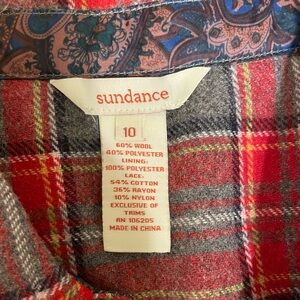 sundance
10
60% WOOL
40% POLYESTER
LINING:
100% POLYESTER
LACE:
54% COTTON
36% RAYON
10% NYLON
EXCLUSIVE OF
TRIMS
RN 106205
MADE IN CHINA